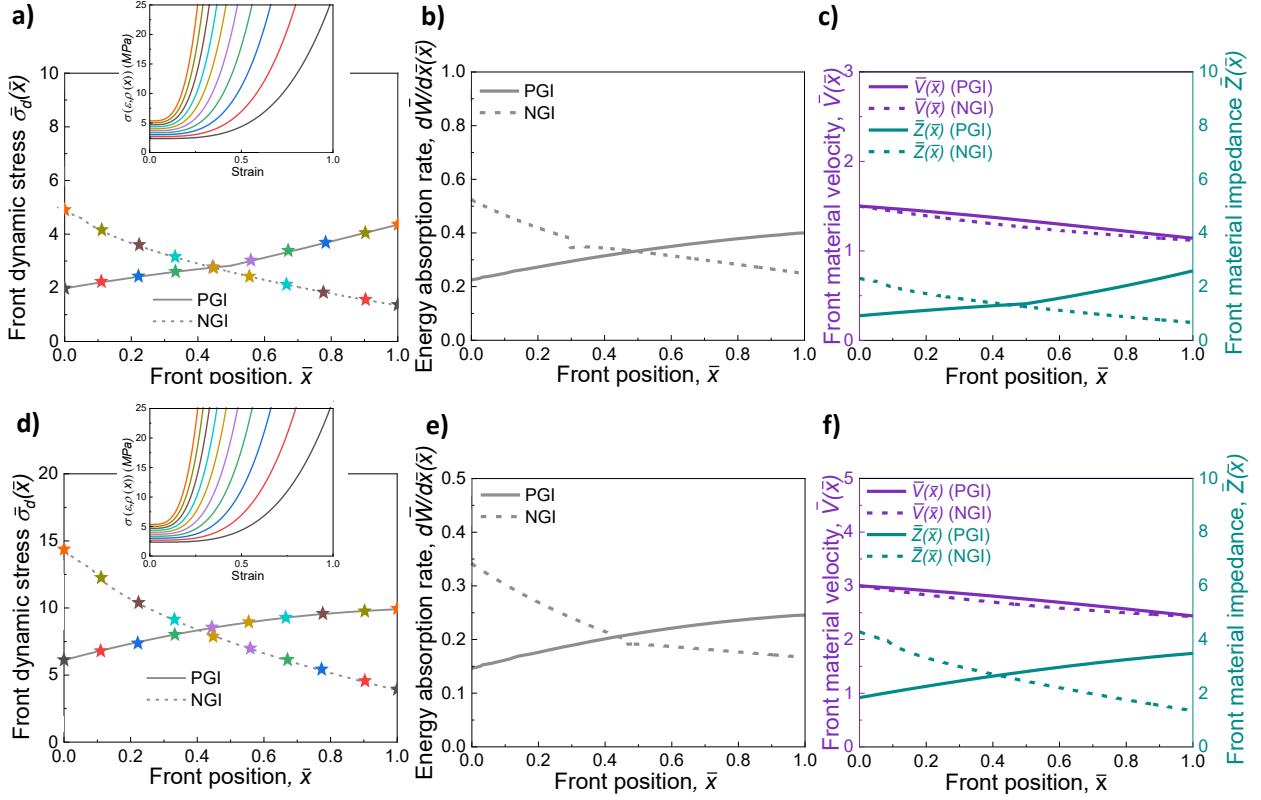 a)
Front dynamic stress σ̄d(x̄)
10
8
6
4
2
0
0.0 0.2 0.4 0.6 0.8 1.0
Front position, x̄
PGI
NGI
σ(ε,ρ(x̄)) (MPa)
25
20
15
10
5
0
0.0 0.5 1.0
Strain
b)
Energy absorption rate, dW̄/dx̄(x̄)
1.0
0.8
0.6
0.4
0.2
0.0
0.0 0.2 0.4 0.6 0.8 1.0
Front position, x̄
PGI
NGI
c)
Front material velocity, V̄(x̄)
3
2
1
0
V̄(x̄) (PGI)
V̄(x̄) (NGI)
Z̄(x̄) (PGI)
Z̄(x̄) (NGI)
0.0 0.2 0.4 0.6 0.8 1.0
Front position, x̄
10
8
6
4
2
0
Front material impedance Z̄(x̄)
d)
Front dynamic stress σ̄d(x̄)
20
15
10
5
0
0.0 0.2 0.4 0.6 0.8 1.0
Front position, x̄
PGI
NGI
σ(ε,ρ(x̄)) (MPa)
25
20
15
10
5
0
0.0 0.5 1.0
Strain
e)
Energy absorption rate, dW̄/dx̄(x̄)
0.5
0.4
0.3
0.2
0.1
0.0
0.0 0.2 0.4 0.6 0.8 1.0
Front position, x̄
PGI
NGI
f)
Front material velocity, V̄(x̄)
5
4
3
2
1
0
V̄(x̄) (PGI)
V̄(x̄) (NGI)
Z̄(x̄) (PGI)
Z̄(x̄) (NGI)
0.0 0.2 0.4 0.6 0.8 1.0
Front position, x̄
10
8
6
4
2
0
Front material impedance, Z̄(x̄)